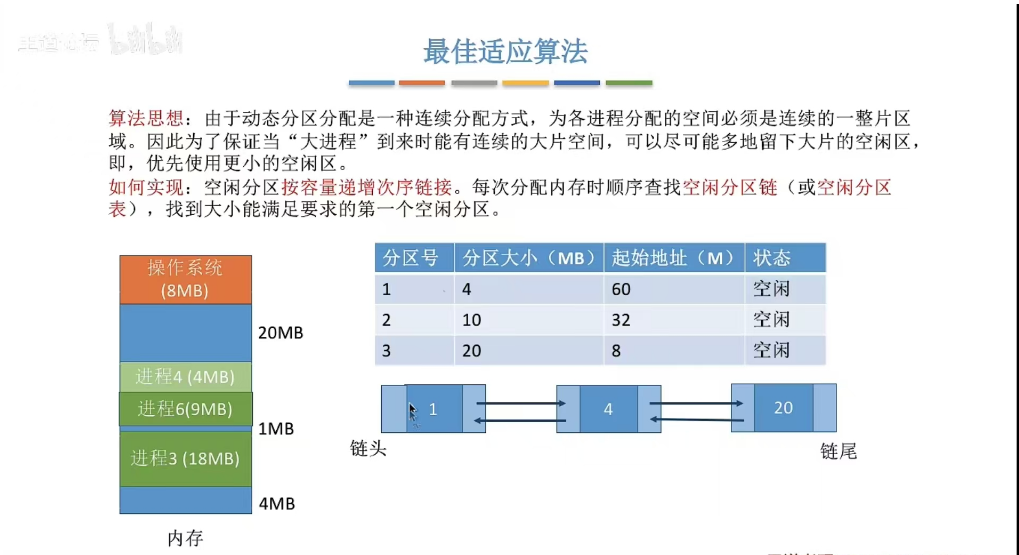 bilibili
最佳适应算法
算法思想：由于动态分区分配是一种连续分配方式，为各进程分配的空间必须是连续的一整片区
域。因此为了保证当“大进程”到来时能有连续的大片空间，可以尽可能多地留下大片的空闲区，
即，优先使用更小的空闲区。
如何实现：空闲分区按容量递增次序链接。每次分配内存时顺序查找空闲分区链（或空闲分区
表），找到大小能满足要求的第一个空闲分区。
操作系统
(8MB)
20MB
进程4 (4MB)
进程6(9MB)
1MB
进程3 (18MB)
4MB
内存
分区号 分区大小（MB） 起始地址（M） 状态
1 4 60 空闲
2 10 32 空闲
3 20 8 空闲
1 4 20
链头 链尾